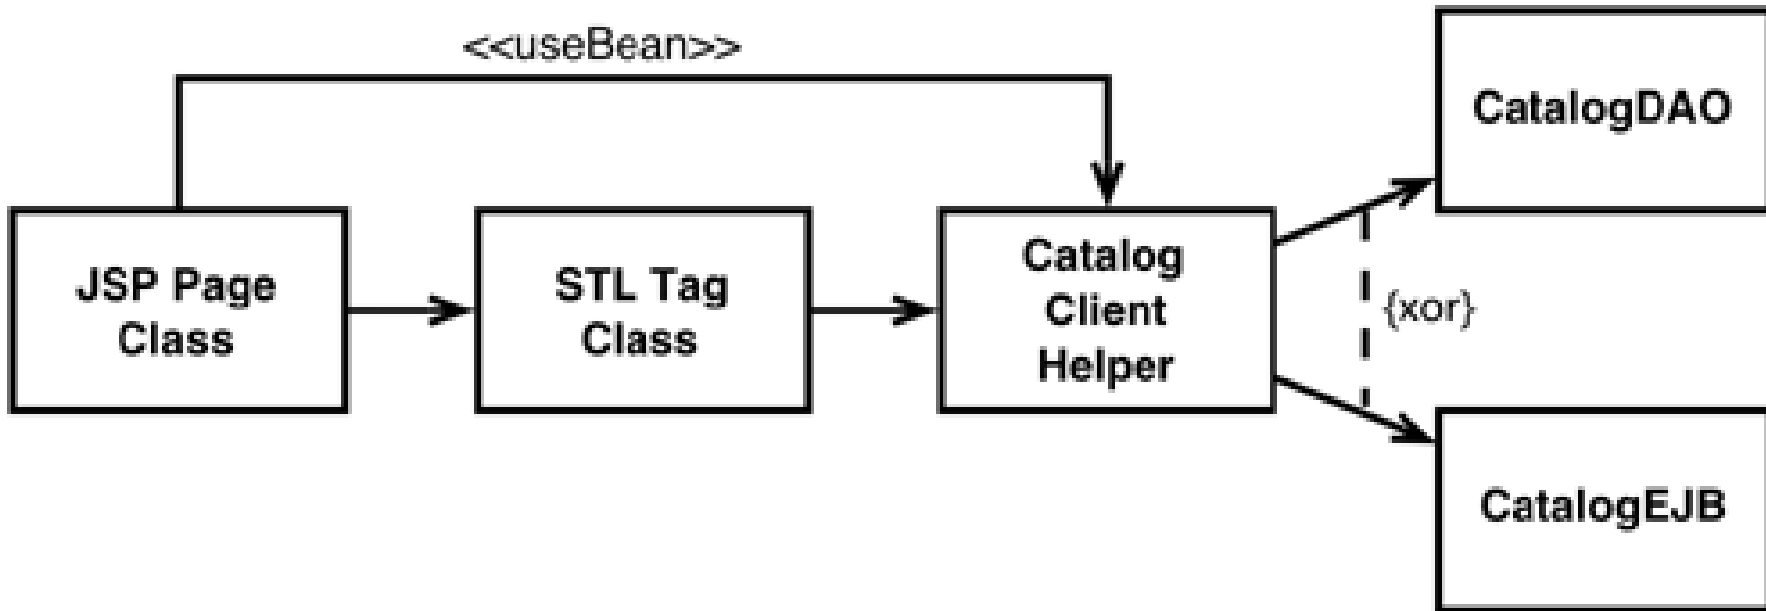 <<useBean>>
CatalogDAO
JSP Page
Class
STL Tag
Class
Catalog
Client
Helper
{xor}
CatalogEJB